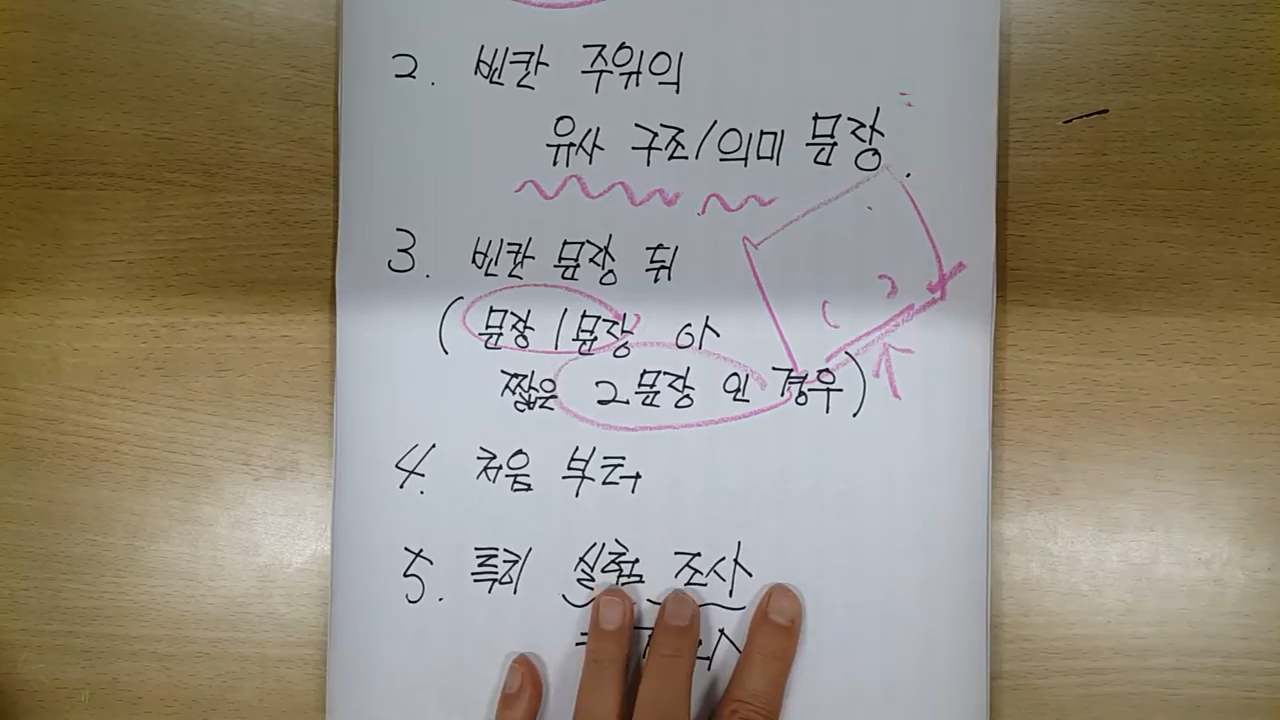 2. 빈칸 주위의
유사 구조/의미 문장.
3. 빈칸 문장 뒤
(문장 1문장 아
짧은 2문장 인 경우)
4. 처음 부터
5. 특히 실험 조사